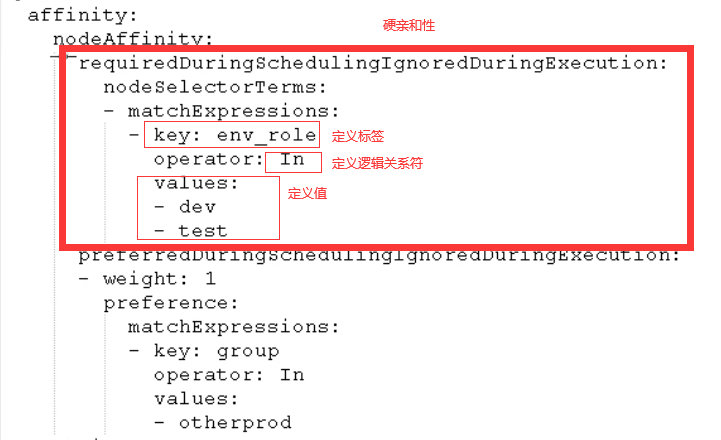 硬亲和性
affinity:
nodeAffinity:
requiredDuringSchedulingIgnoredDuringExecution:
nodeSelectorTerms:
- matchExpressions:
- key: env_role 定义标签
operator: In 定义逻辑关系符
values: 定义值
- dev
- test
preferredDuringSchedulingIgnoredDuringExecution:
- weight: 1
preference:
matchExpressions:
- key: group
operator: In
values:
- otherprod